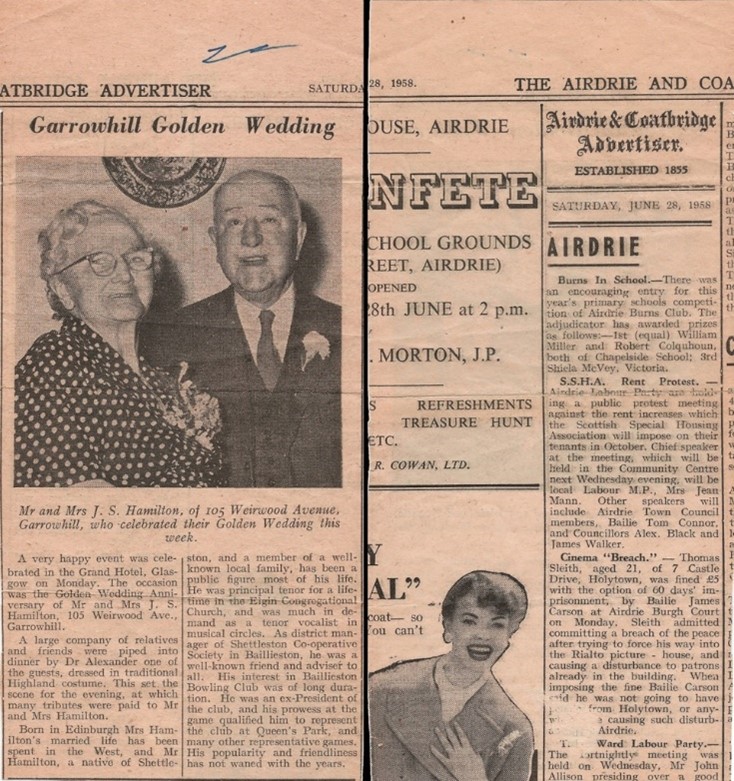 ATBRIDGE ADVERTISER
SATURDA
Garrowhill Golden Wedding
Mr and Mrs J. S. Hamilton, of 105 Weirwood Avenue,
Garrowhill, who celebrated their Golden Wedding this
week.
A very happy event was cele-
brated in the Grand Hotel, Glas-
gow on Monday. The occasion
was the Golden Wedding Anni-
versary of Mr and Mrs J. S.
Hamilton, 105 Weirwood Ave.,
Garrowhill.
A large company of relatives
and friends were piped into
dinner by Dr Alexander one of
the guests, dressed in traditional
Highland costume. This set the
scene for the evening, at which
many tributes were paid to Mr
and Mrs Hamilton.
Born in Edinburgh Mrs Ham-
ilton's married life has been
spent in the West, and Mr
Hamilton, a native of Shettle-
ston, and a member of a well-
known local family, has been a
public figure most of his life.
He was principal tenor for a life-
time in the Elgin Congregational
Church, and was much in de-
mand as a tenor vocalist in
musical circles. As district man-
ager of Shettleston Co-operative
Society in Baillieston, he was a
well-known friend and adviser to
all. His interest in Baillieston
Bowling Club was of long dura-
tion. He was an ex-President of
the club, and his prowess at the
game qualified him to represent
the club at Queen's Park, and
many other representative games.
His popularity and friendliness
has not waned with the years.
28, 1958.
THE AIRDRIE AND COA
OUSE, AIRDRIE
NFETE
CHOOL GROUNDS
REET, AIRDRIE)
OPENED
28th JUNE at 2 p.m.
. MORTON, J.P.
S REFRESHMENTS
TREASURE HUNT
ETC.
R. COWAN, LTD.
Y
AL"
coat— so
You can't
Airdrie & Coatbridge
Advertiser.
ESTABLISHED 1855
SATURDAY, JUNE 28, 1958
AIRDRIE
Burns In School.—There was
an encouraging entry for this
year's primary schools competi-
tion of Airdrie Burns Club. The
adjudicator has awarded prizes
as follows:—1st (equal) William
Miller and Robert Colquhoun,
both of Chapelside School; 3rd
Shiela McVey, Victoria.
S.S.H.A. Rent Protest. —
Airdrie Labour Party are hold-
ing a public protest meeting
against the rent increases which
the Scottish Special Housing
Association will impose on their
tenants in October. Chief speaker
at the meeting, which will be
held in the Community Centre
next Wednesday evening, will be
local Labour M.P., Mrs Jean
Mann. Other speakers will
include Airdrie Town Council
members, Bailie Tom Connor,
and Councillors Alex. Black and
James Walker.
Cinema "Breach." — Thomas
Sleith, aged 21, of 7 Castle
Drive, Holytown, was fined £5
with the option of 60 days' im-
prisonment, by Bailie James
Carson at Airdrie Burgh Court
on Monday. Sleith admitted
committing a breach of the peace
after trying to force his way into
the Rialto picture - house, and
causing a disturbance to patrons
already in the building. When
imposing the fine Bailie Carson
said he was not going to have
from Holytown, or any-
causing such disturb-
Airdrie.
Ward Labour Party.—
The fortnightly meeting was
held on Wednesday, Mr John
Allison presiding over a good